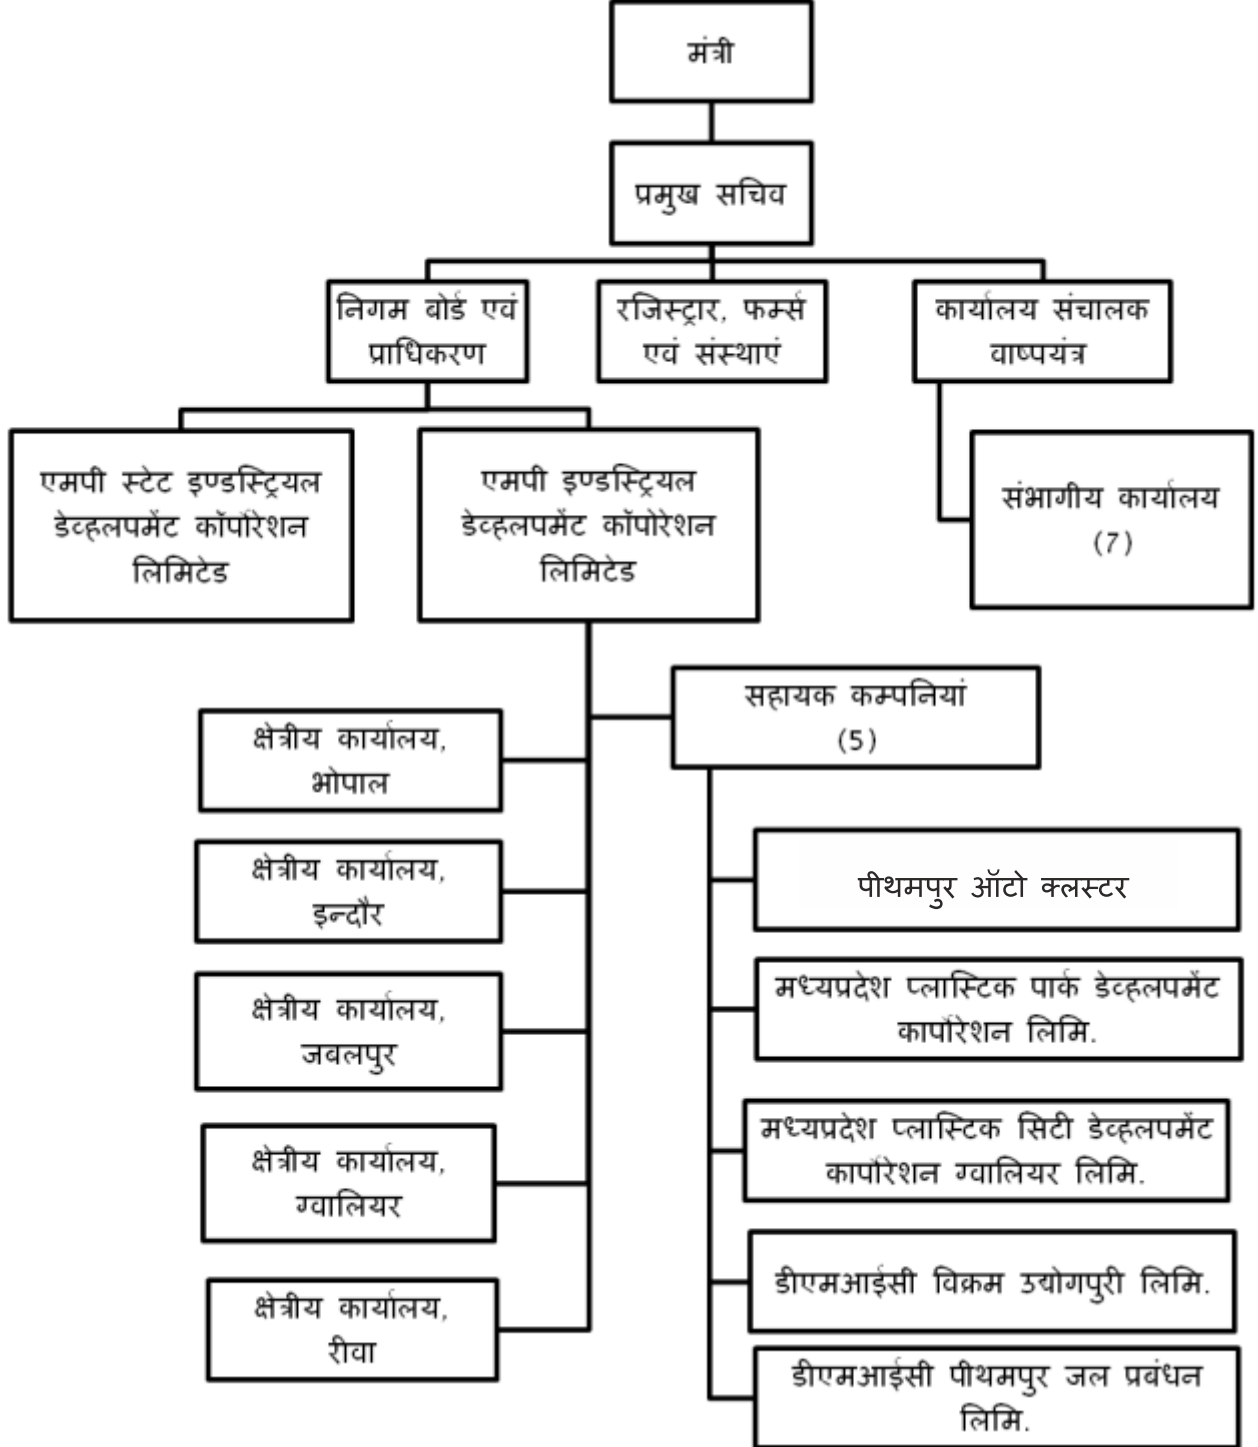 मंत्री
प्रमुख सचिव
निगम बोर्ड एवं
प्राधिकरण
रजिस्ट्रार, फर्म्स
एवं संस्थाएं
कार्यालय संचालक
वाष्पयंत्र
एमपी स्टेट इण्डस्ट्रियल
डेव्हलपमेंट कॉर्पोरेशन
लिमिटेड
एमपी इण्डस्ट्रियल
डेव्हलपमेंट कॉपोरेशन
लिमिटेड
संभागीय कार्यालय
(7)
सहायक कम्पनियां
(5)
क्षेत्रीय कार्यालय,
भोपाल
क्षेत्रीय कार्यालय,
इन्दौर
क्षेत्रीय कार्यालय,
जबलपुर
क्षेत्रीय कार्यालय,
ग्वालियर
क्षेत्रीय कार्यालय,
रीवा
पीथमपुर ऑटो क्लस्टर
मध्यप्रदेश प्लास्टिक पार्क डेव्हलपमेंट
कार्पोरेशन लिमि.
मध्यप्रदेश प्लास्टिक सिटी डेव्हलपमेंट
कार्पोरेशन ग्वालियर लिमि.
डीएमआईसी विक्रम उद्योगपुरी लिमि.
डीएमआईसी पीथमपुर जल प्रबंधन
लिमि.